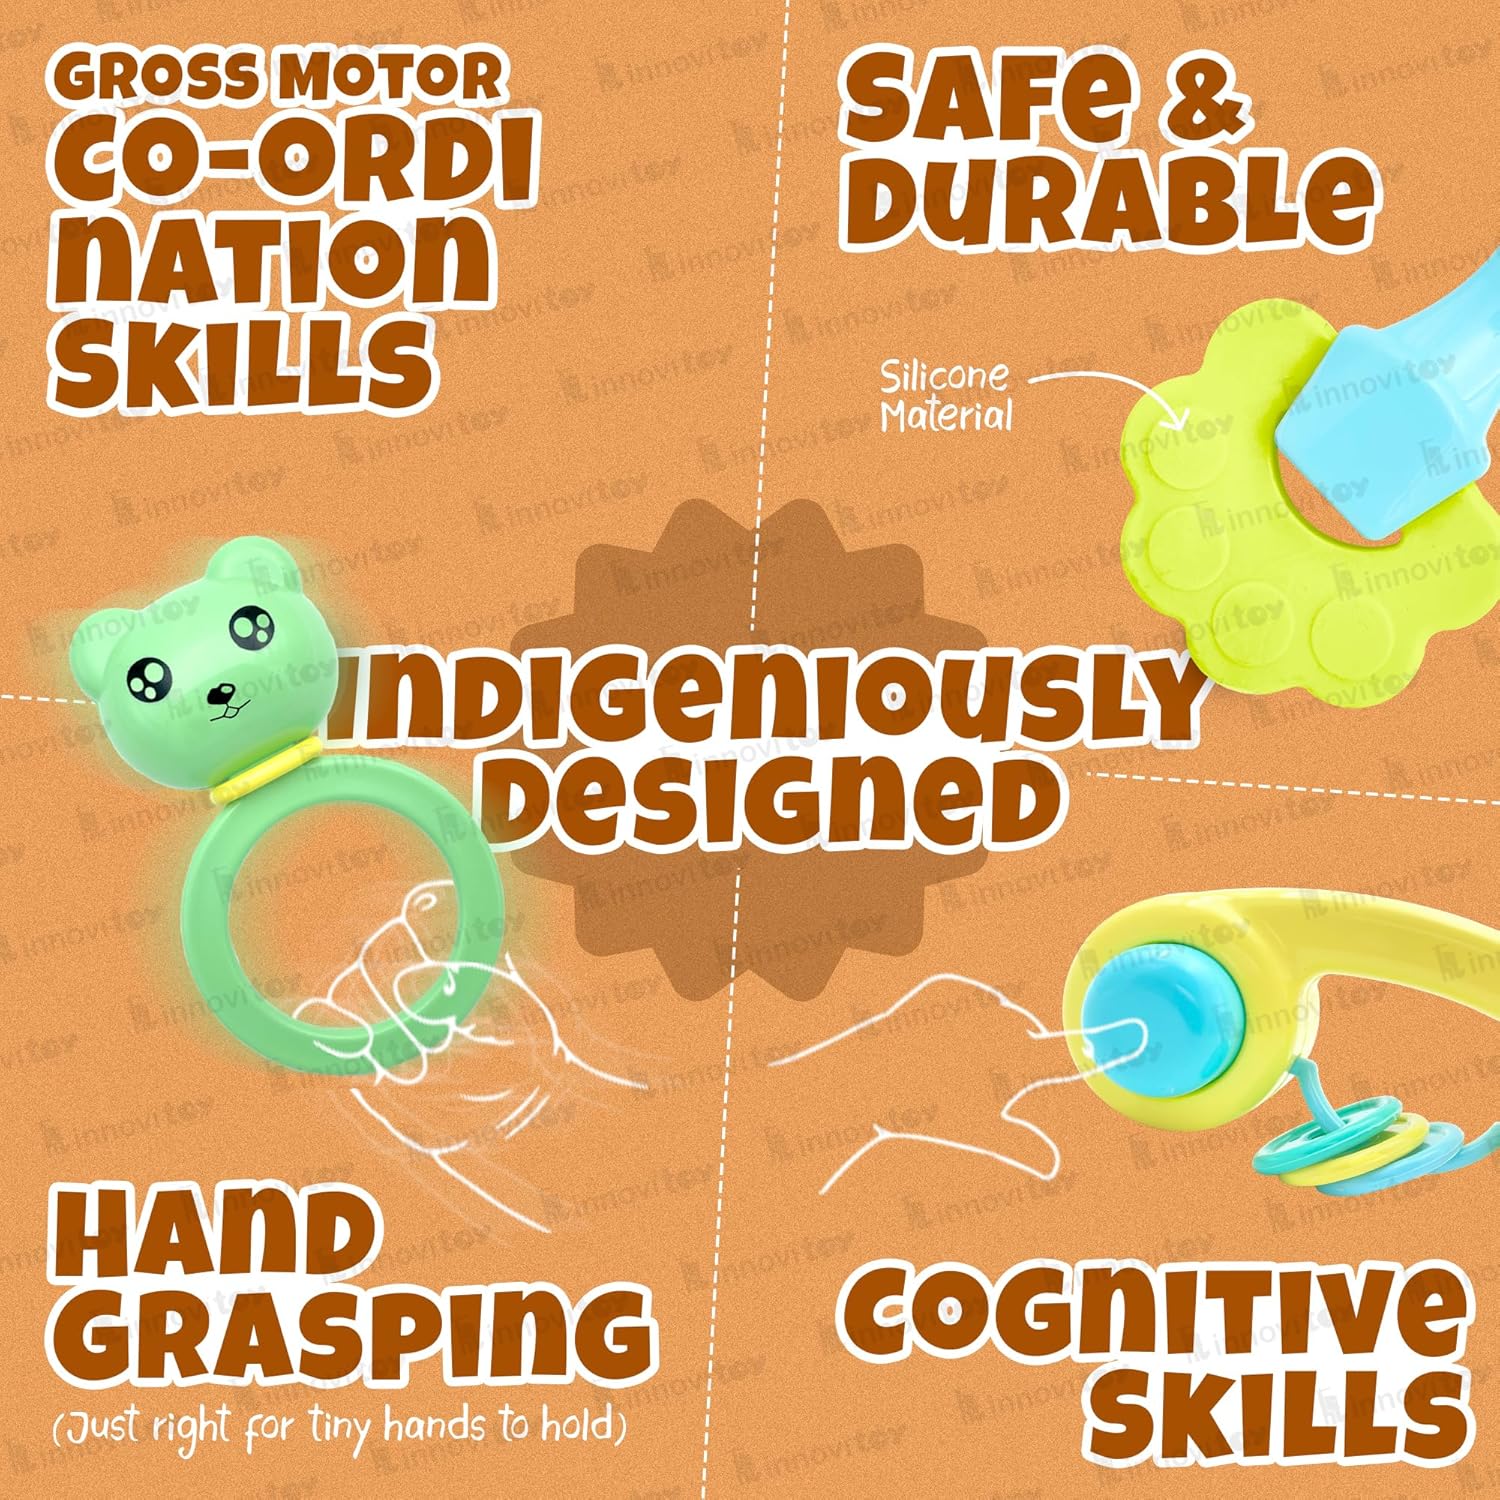 GROSS MOTOR
CO-ORDI
NATION
SKILLS
SAFe &
DURABLe
Silicone
Material
INDIGeNIOUSLY
DeSIGNeD
HAND
GRASPING
(Just right for tiny hands to hold)
COGNITIVe
SKILLS
innovitoy